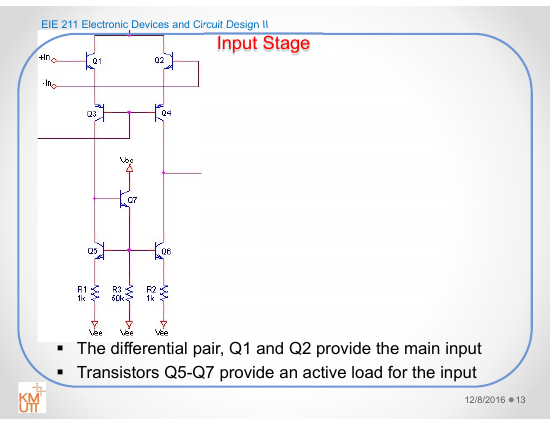 EIE 211 Electronic Devices and Circuit Design II
Input Stage
+In
Q1
Q2
-In
Q3
Q4
Vcc
Q7
Q5
Q6
R1
1k
R3
50k
R2
1k
Vee
Vee
Vee
▪ The differential pair, Q1 and Q2 provide the main input
▪ Transistors Q5-Q7 provide an active load for the input
KM
UTT
12/8/2016 ● 13